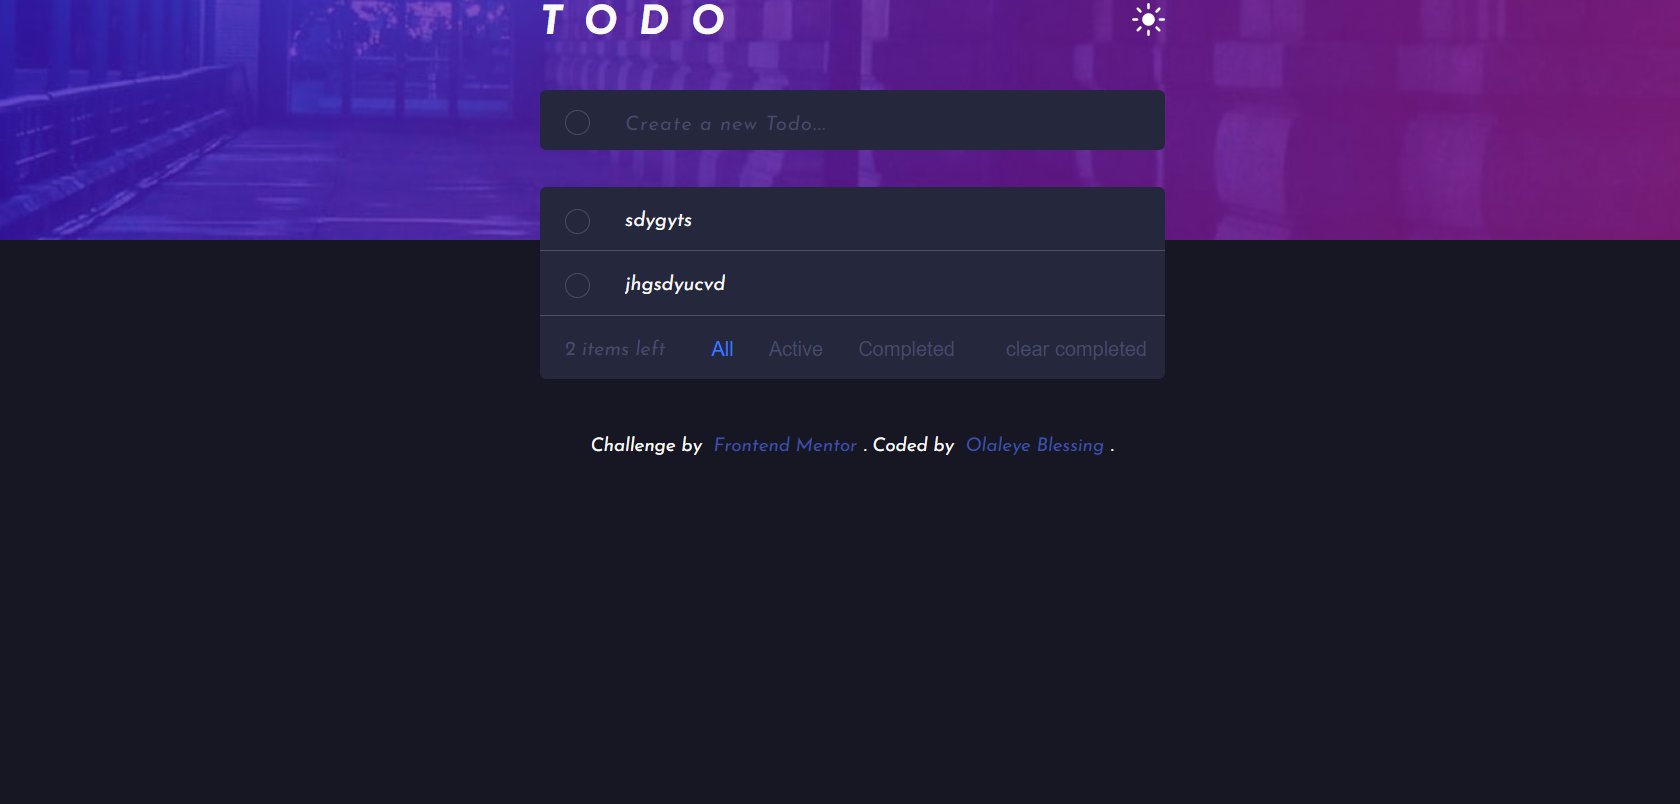 TODO
Create a new Todo...
sdygyts
jhgsdyucvd
2 items left All Active Completed clear completed
Challenge by Frontend Mentor . Coded by Olaleye Blessing .